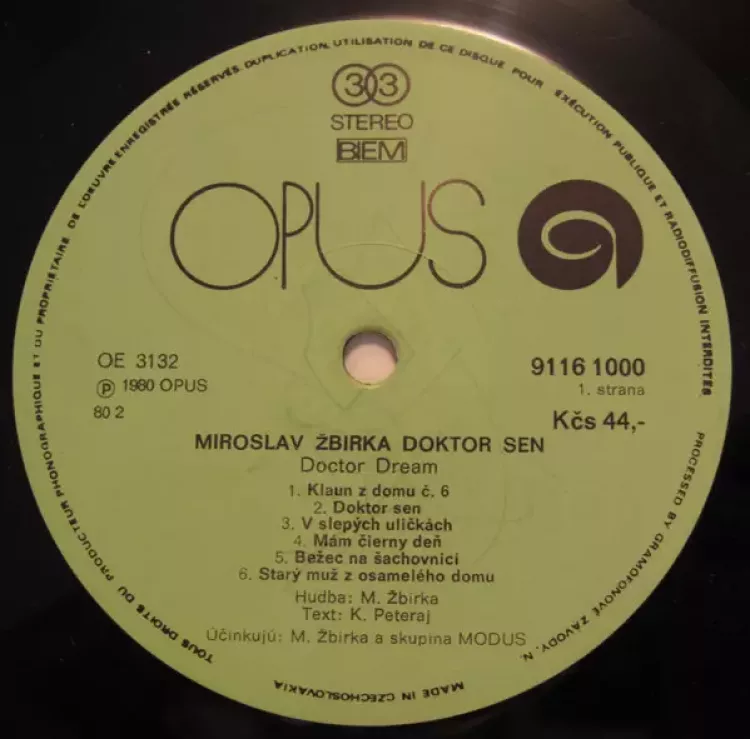 TOUS DROITS DU PRODUCTEUR PHONOGRAPHIQUE ET DU PROPRIETAIRE DE L'OEUVRE ENREGISTRÉE RÉSERVÉS. DUPLICATION, UTILISATION DE CE DISQUE POUR EXÉCUTION PUBLIQUE ET RADIODIFFUSION INTERDITES
33
STEREO
BIEM
OPUS
OE 3132
9116 1000
Ⓟ 1980 OPUS
1. strana
80 2
Kčs 44,-
MIROSLAV ŽBIRKA DOKTOR SEN
Doctor Dream
1. Klaun z domu č. 6
2. Doktor sen
3. V slepých uličkách
4. Mám čierny deň
5. Bežec na šachovnici
6. Starý muž z osamelého domu
Hudba: M. Žbirka
Text: K. Peteraj
Účinkujú: M. Žbirka a skupina MODUS
PROCESSED BY GRAMOFONOVÉ ZÁVODY, N.
MADE IN CZECHOSLOVAKIA